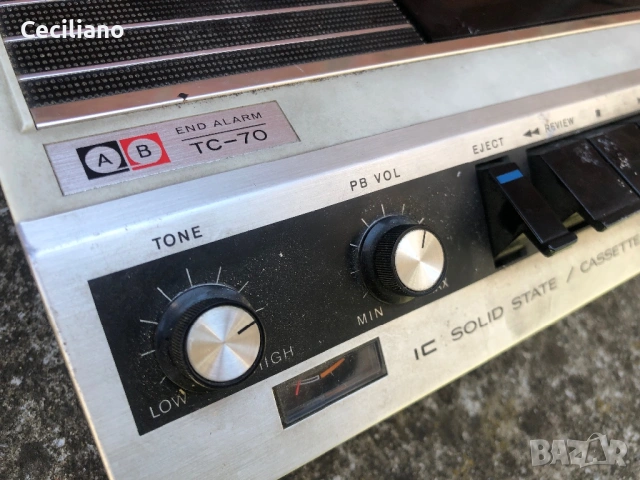 Ceciliano
A B
END ALARM
TC-70
TONE
PB VOL
EJECT
◀◀ REVIEW
■
LOW
HIGH
MIN
IC SOLID STATE / CASSETTE
BAZAR